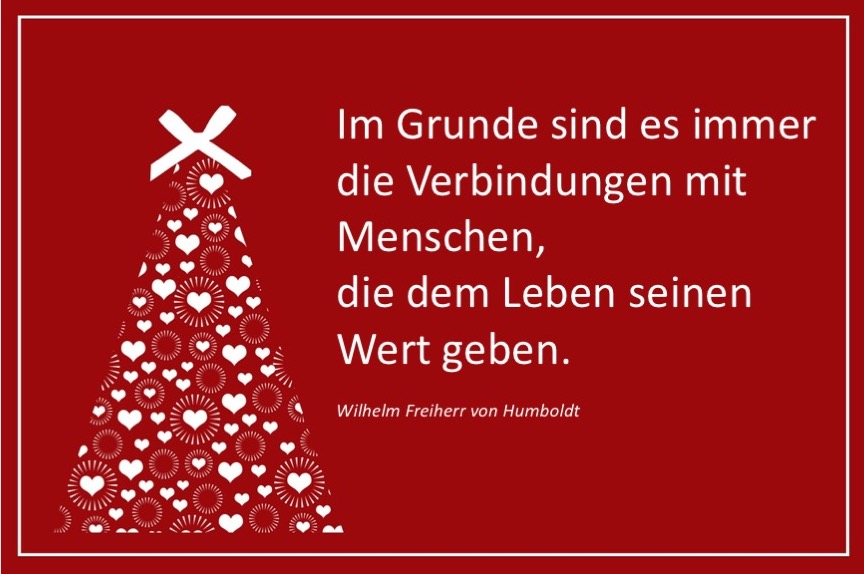 Im Grunde sind es immer
die Verbindungen mit
Menschen,
die dem Leben seinen
Wert geben.
Wilhelm Freiherr von Humboldt